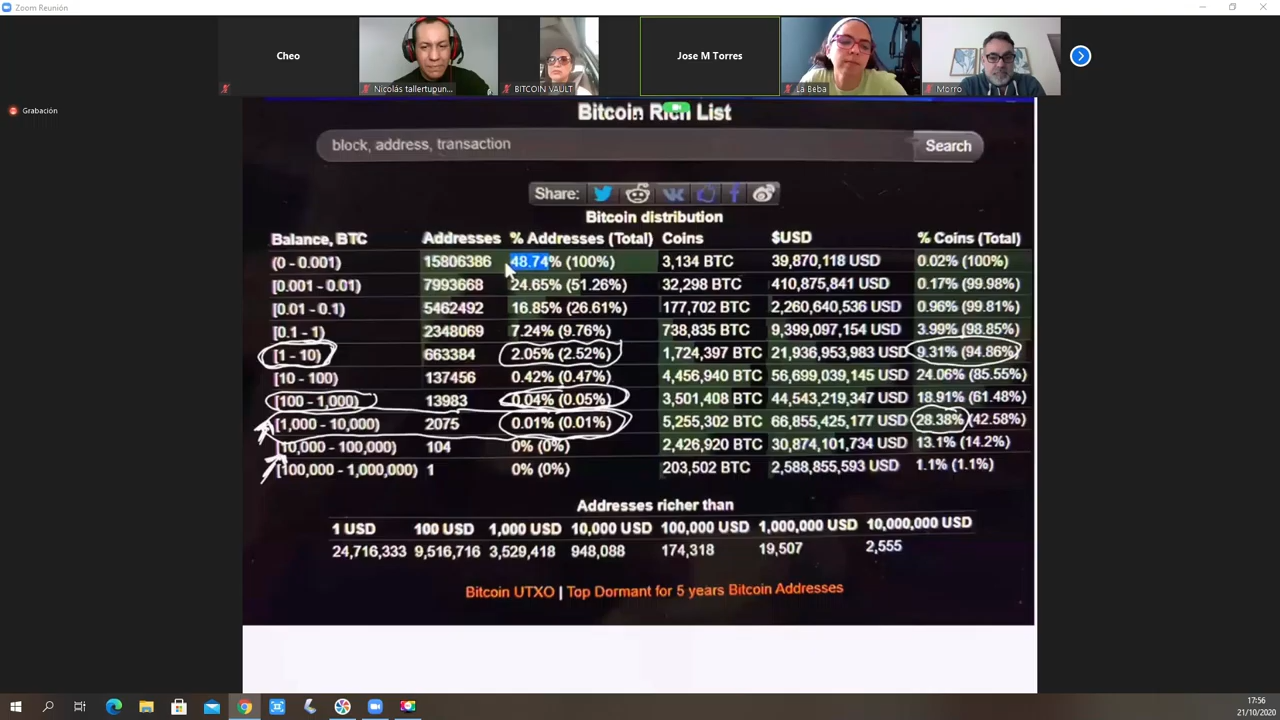 Zoom Reunión
Cheo
Jose M Torres
Nicolás tallertupun...
BITCOIN VAULT
La Beba
Morro
Grabación
Bitcoin Rich List
block, address, transaction
Search
Share:
Bitcoin distribution
Balance, BTC Addresses % Addresses (Total) Coins $USD % Coins (Total)
(0 - 0.001) 15806386 48.74% (100%) 3,134 BTC 39,870,118 USD 0.02% (100%)
[0.001 - 0.01) 7993668 24.65% (51.26%) 32,298 BTC 410,875,841 USD 0.17% (99.98%)
[0.01 - 0.1) 5462492 16.85% (26.61%) 177,702 BTC 2,260,640,536 USD 0.96% (99.81%)
[0.1 - 1) 2348069 7.24% (9.76%) 738,835 BTC 9,399,097,154 USD 3.99% (98.85%)
[1 - 10) 663384 2.05% (2.52%) 1,724,397 BTC 21,936,953,983 USD 9.31% (94.86%)
[10 - 100) 137456 0.42% (0.47%) 4,456,940 BTC 56,699,039,145 USD 24.06% (85.55%)
[100 - 1,000) 13983 0.04% (0.05%) 3,501,408 BTC 44,543,219,347 USD 18.91% (61.48%)
[1,000 - 10,000) 2075 0.01% (0.01%) 5,255,302 BTC 66,855,425,177 USD 28.38% (42.58%)
[10,000 - 100,000) 104 0% (0%) 2,426,920 BTC 30,874,101,734 USD 13.1% (14.2%)
[100,000 - 1,000,000) 1 0% (0%) 203,502 BTC 2,588,855,593 USD 1.1% (1.1%)
Addresses richer than
1 USD 100 USD 1,000 USD 10,000 USD 100,000 USD 1,000,000 USD 10,000,000 USD
24,716,333 9,516,716 3,529,418 948,088 174,318 19,507 2,555
Bitcoin UTXO | Top Dormant for 5 years Bitcoin Addresses
17:56
21/10/2020